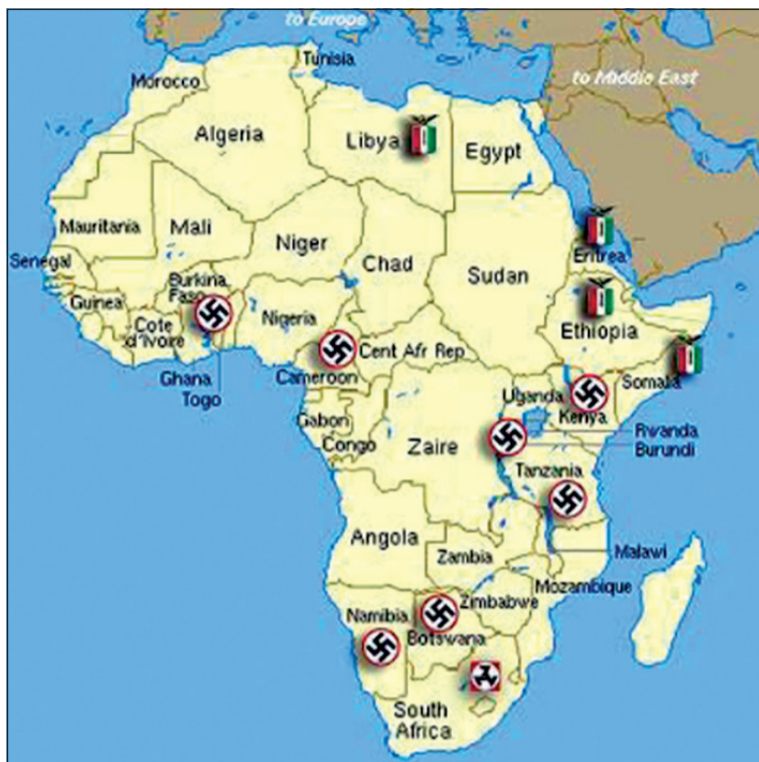 to Europe
to Middle East
Tunisia
Morocco
Algeria
Libya
Egypt
Mauritania
Mali
Niger
Chad
Sudan
Eritrea
Senegal
Burkina
Faso
Guinea
Cote
d'Ivoire
Nigeria
Ethiopia
Cent Afr Rep
Cameroon
Ghana
Togo
Somalia
Uganda
Kenya
Gabon
Congo
Zaire
Rwanda
Burundi
Tanzania
Angola
Zambia
Malawi
Mozambique
Zimbabwe
Namibia
Botswana
South
Africa